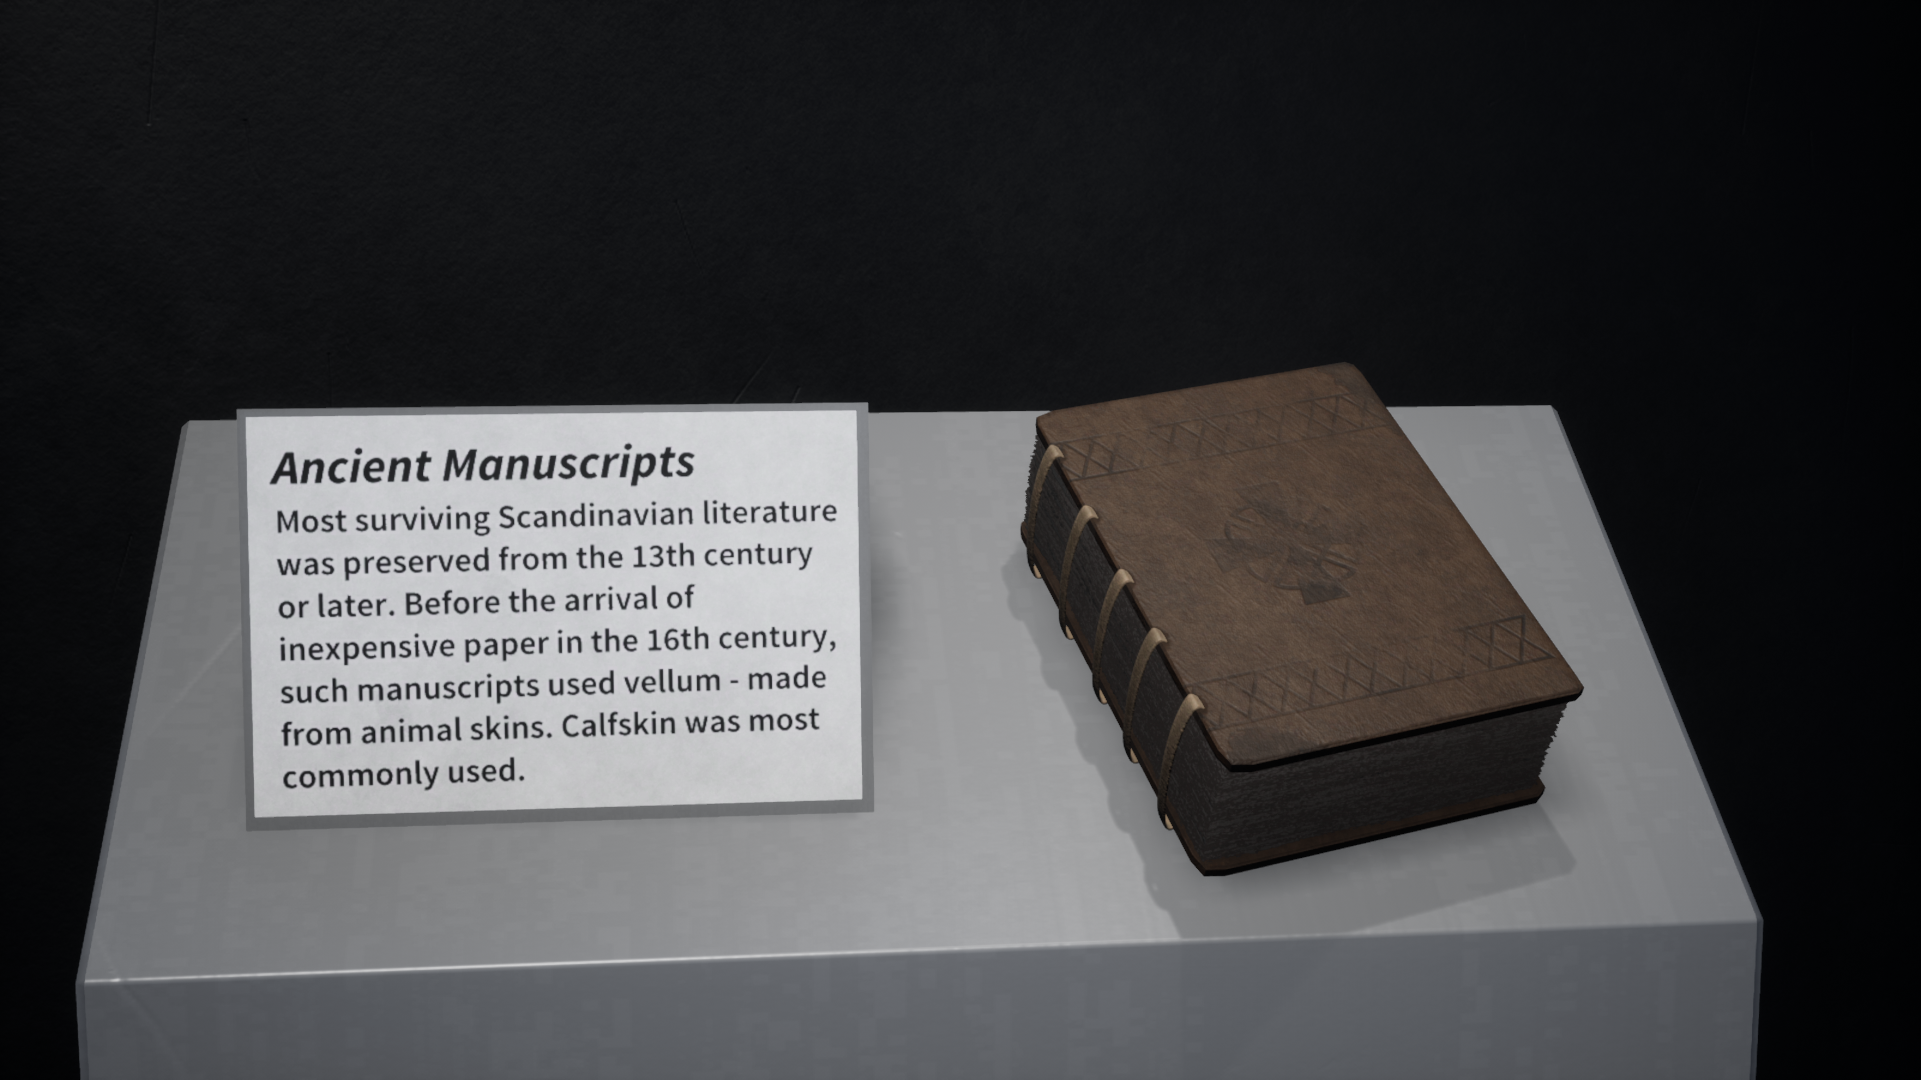 Ancient Manuscripts
Most surviving Scandinavian literature
was preserved from the 13th century
or later. Before the arrival of
inexpensive paper in the 16th century,
such manuscripts used vellum - made
from animal skins. Calfskin was most
commonly used.